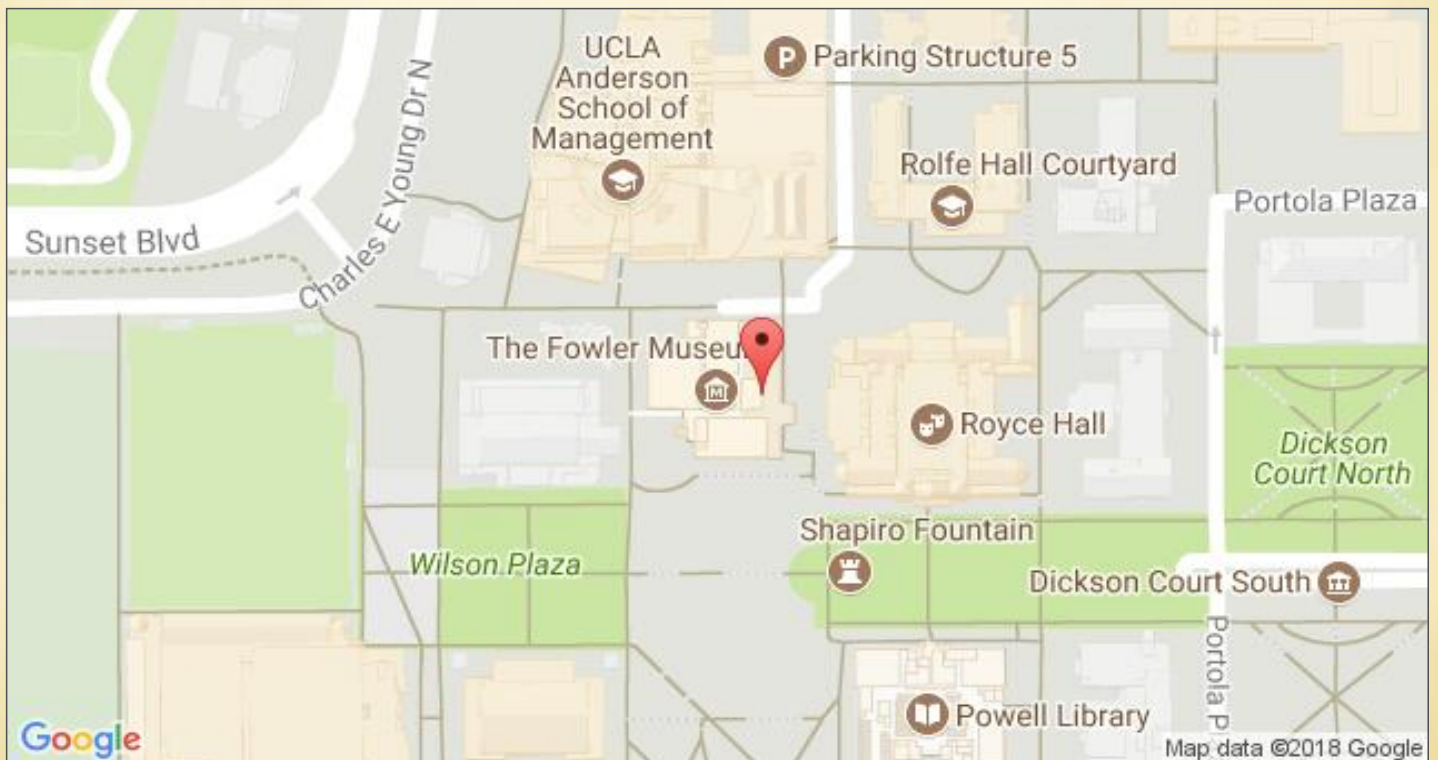 UCLA
Anderson
School of
Management
P
Parking Structure 5
Charles E Young Dr N
Rolfe Hall Courtyard
Portola Plaza
Sunset Blvd
The Fowler Museu
M
Royce Hall
Dickson
Court North
Shapiro Fountain
Wilson Plaza
Dickson Court South
Portola P
Powell Library
Google
Map data ©2018 Google